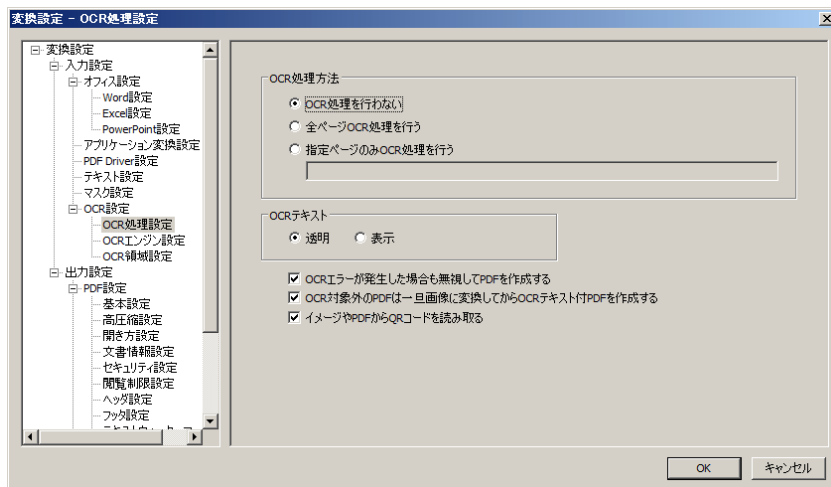 変換設定 - OCR処理設定
変換設定
入力設定
オフィス設定
Word設定
Excel設定
PowerPoint設定
アプリケーション変換設定
PDF Driver設定
テキスト設定
マスク設定
OCR設定
OCR処理設定
OCRエンジン設定
OCR領域設定
出力設定
PDF設定
基本設定
高圧縮設定
開き方設定
文書情報設定
セキュリティ設定
閲覧制限設定
ヘッダ設定
フッタ設定
OCR処理方法
OCR処理を行わない
全ページOCR処理を行う
指定ページのみOCR処理を行う
OCRテキスト
透明 表示
OCRエラーが発生した場合も無視してPDFを作成する
OCR対象外のPDFは一旦画像に変換してからOCRテキスト付PDFを作成する
イメージやPDFからQRコードを読み取る
OK キャンセル